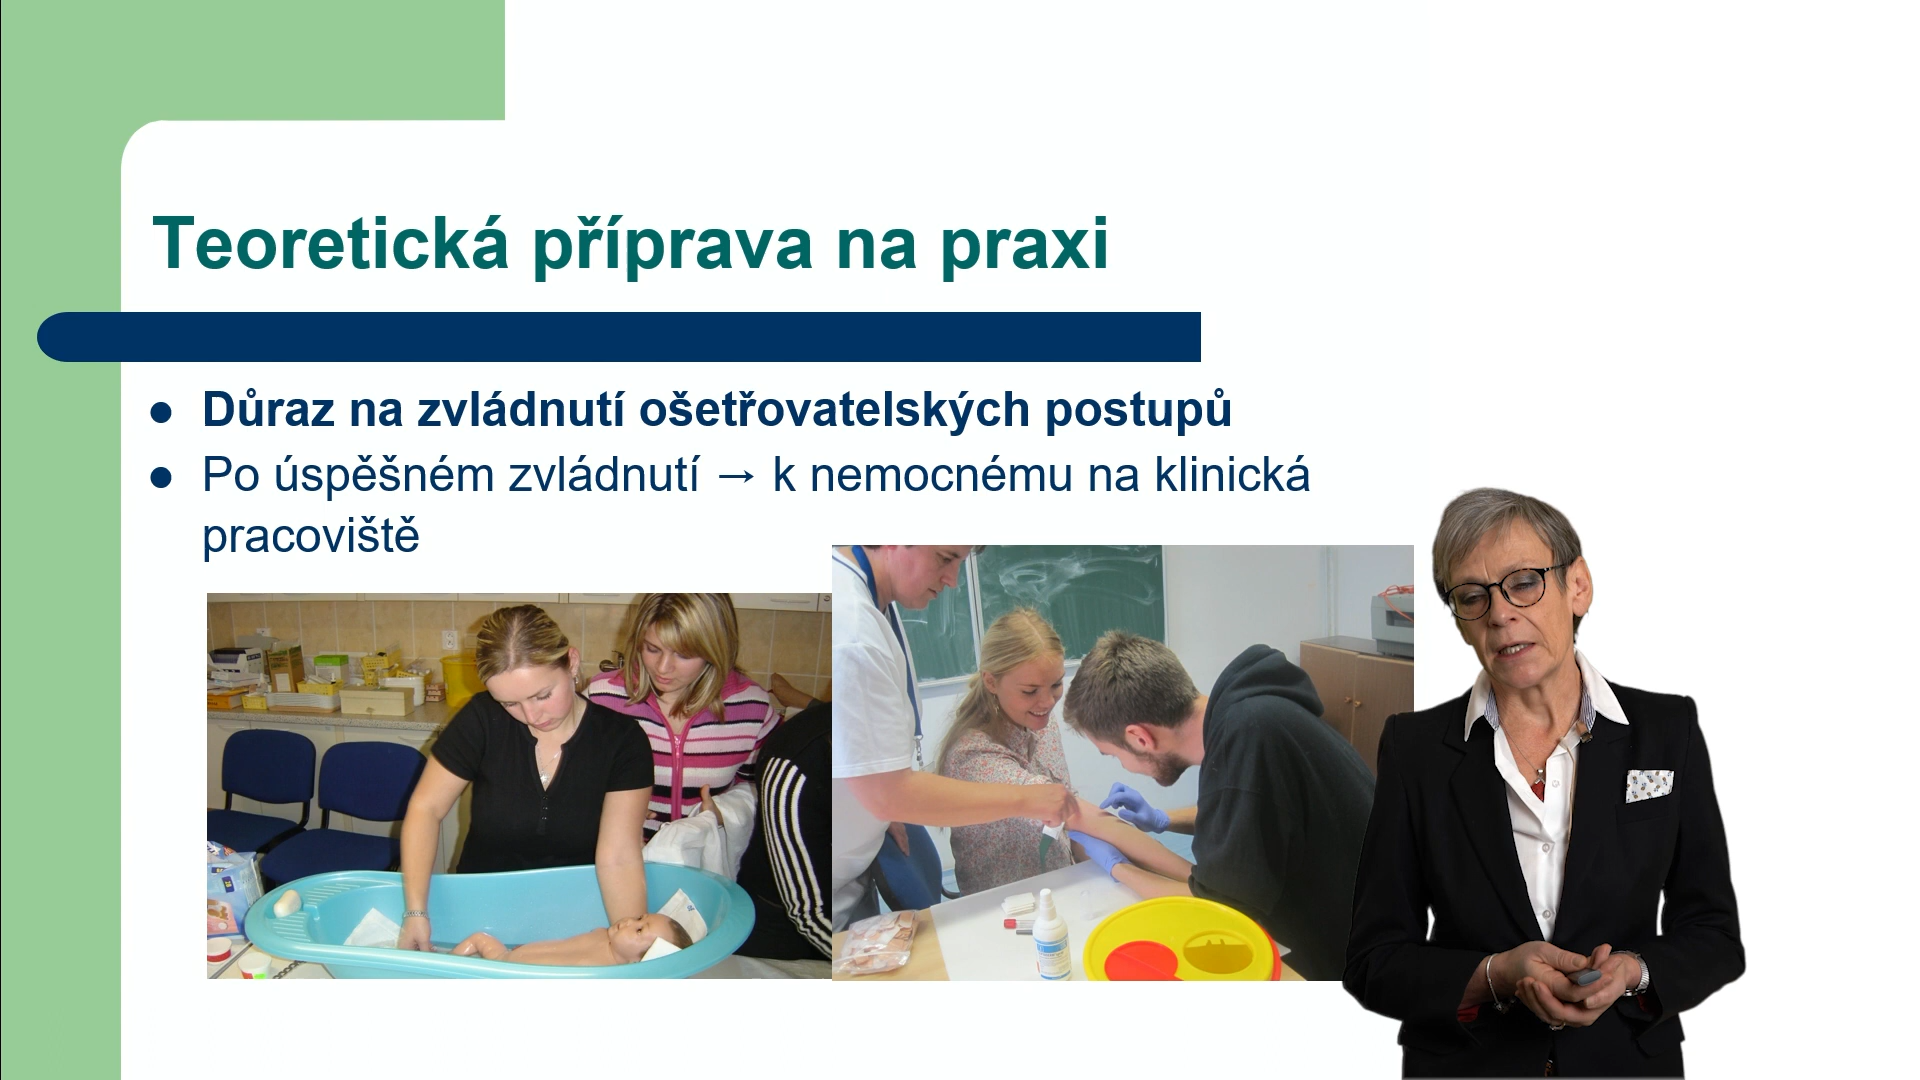 Teoretická příprava na praxi
● Důraz na zvládnutí ošetřovatelských postupů
● Po úspěšném zvládnutí → k nemocnému na klinická
pracoviště